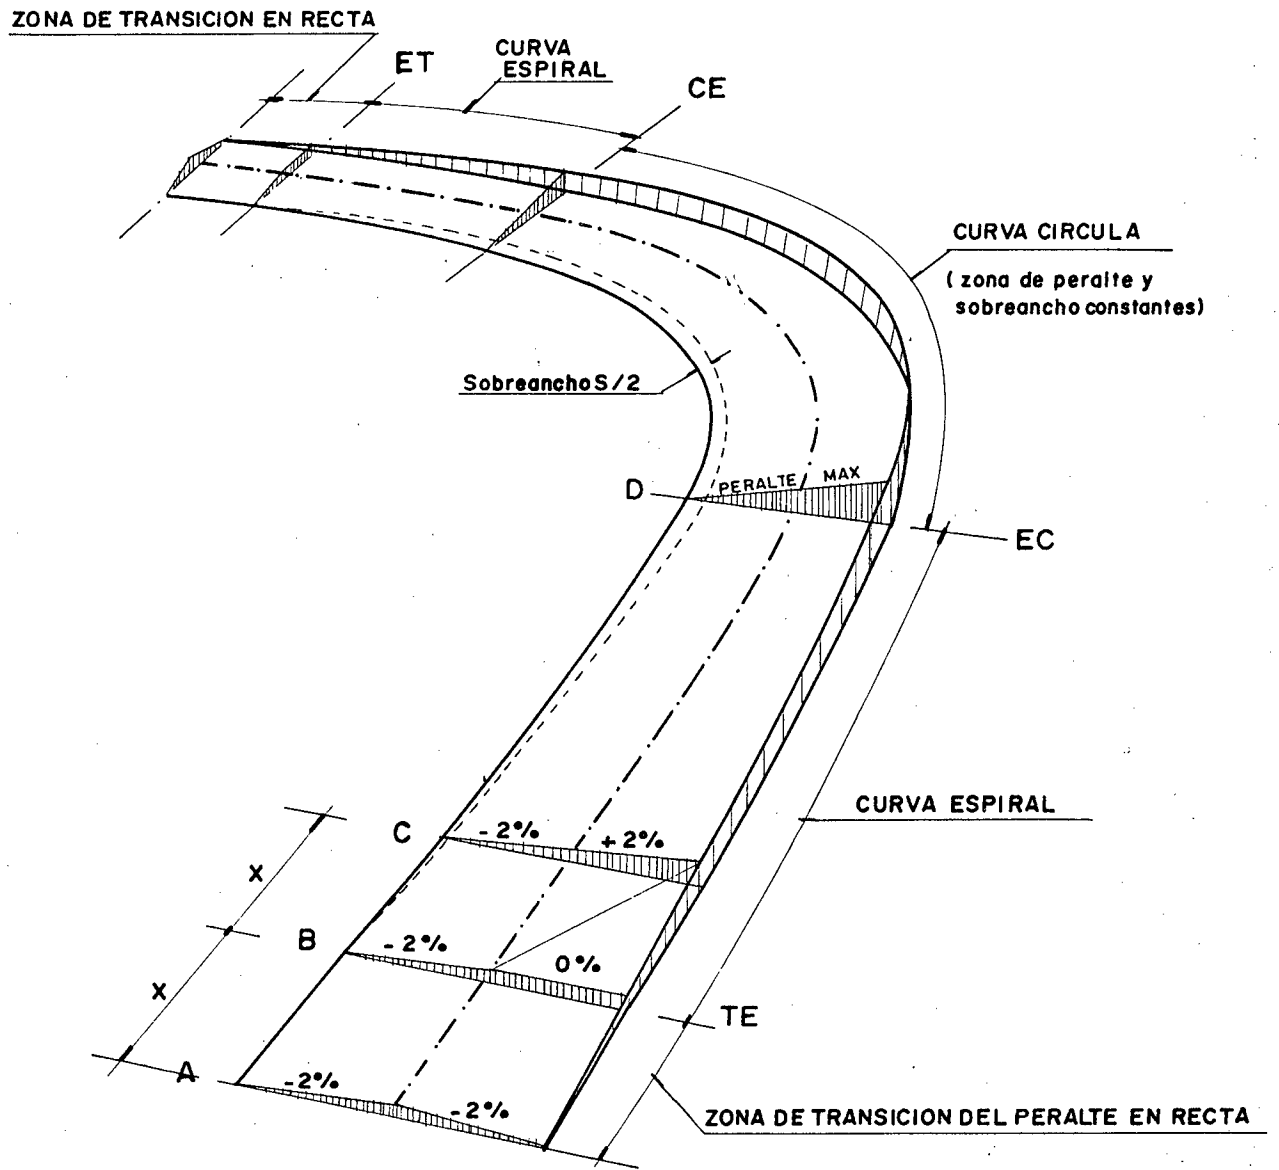 ZONA DE TRANSICION EN RECTA
ET
CURVA
ESPIRAL
CE
CURVA CIRCULA
(zona de peralte y
sobreancho constantes)
Sobreancho S/2
D
PERALTE MAX
EC
CURVA ESPIRAL
C
-2%
+2%
X
B
-2%
0%
X
TE
A
-2%
-2%
ZONA DE TRANSICION DEL PERALTE EN RECTA